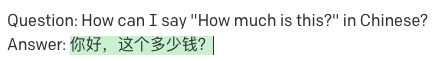 Question: How can I say "How much is this?" in Chinese?
Answer: 你好，这个多少钱？